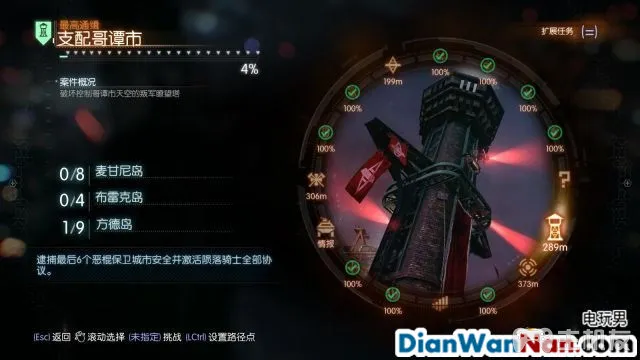 最高通缉
扩展任务 (=)
支配哥谭市
4%
案件概况
破坏控制哥谭市天空的叛军瞭望塔
0/8 麦甘尼岛
0/4 布雷克岛
1/9 方德岛
逮捕最后6个恶棍保卫城市安全并激活陨落骑士全部协
议。
199m
100%
100%
100%
100%
100%
100%
306m
?
情报
289m
100%
373m
100%
100%
100%
(Esc) 返回 滚动选择 (未指定) 挑战 (LCtrl) 设置路径点
电玩男
DianWanNan.com